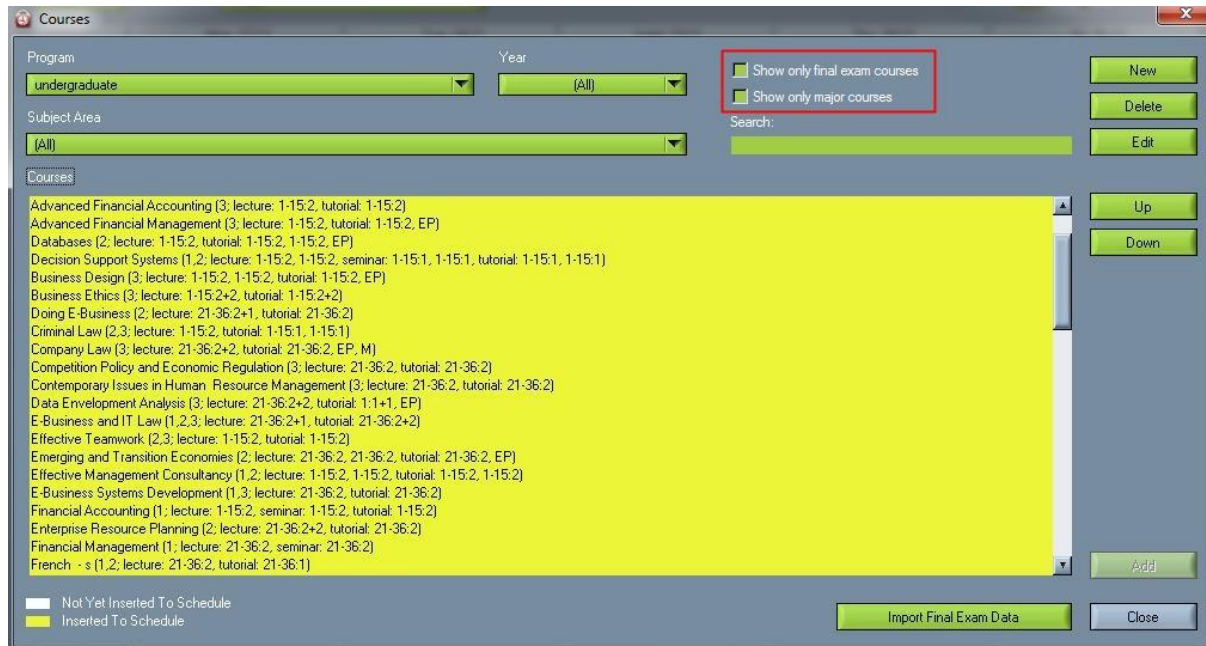 Courses
Program
Year
undergraduate
(All)
Show only final exam courses
Show only major courses
New
Delete
Edit
Subject Area
(All)
Search:
Courses
Advanced Financial Accounting (3; lecture: 1-15:2, tutorial: 1-15:2)
Advanced Financial Management (3; lecture: 1-15:2, tutorial: 1-15:2, EP)
Databases (2; lecture: 1-15:2, tutorial: 1-15:2, 1-15:2, EP)
Decision Support Systems (1,2; lecture: 1-15:2, 1-15:2, seminar: 1-15:1, 1-15:1, tutorial: 1-15:1, 1-15:1)
Business Design (3; lecture: 1-15:2, 1-15:2, tutorial: 1-15:2, EP)
Business Ethics (3; lecture: 1-15:2+2, tutorial: 1-15:2+2)
Doing E-Business (2; lecture: 21-36:2+1, tutorial: 21-36:2)
Criminal Law (2,3; lecture: 1-15:2, tutorial: 1-15:1, 1-15:1)
Company Law (3; lecture: 21-36:2+2, tutorial: 21-36:2, EP, M)
Competition Policy and Economic Regulation (3; lecture: 21-36:2, tutorial: 21-36:2)
Contemporary Issues in Human  Resource Management (3; lecture: 21-36:2, tutorial: 21-36:2)
Data Envelopment Analysis (3; lecture: 21-36:2+2, tutorial: 1:1+1, EP)
E-Business and IT Law (1,2,3; lecture: 21-36:2+1, tutorial: 21-36:2+2)
Effective Teamwork (2,3; lecture: 1-15:2, tutorial: 1-15:2)
Emerging and Transition Economies (2; lecture: 21-36:2, 21-36:2, tutorial: 21-36:2, EP)
Effective Management Consultancy (1,2; lecture: 1-15:2, 1-15:2, tutorial: 1-15:2, 1-15:2)
E-Business Systems Development (1,3; lecture: 21-36:2, tutorial: 21-36:2)
Financial Accounting (1; lecture: 1-15:2, seminar: 1-15:2, tutorial: 1-15:2)
Enterprise Resource Planning (2; lecture: 21-36:2+2, tutorial: 21-36:2)
Financial Management (1; lecture: 21-36:2, seminar: 21-36:2)
French  - s (1,2; lecture: 21-36:2, tutorial: 21-36:1)
Up
Down
Add
Not Yet Inserted To Schedule
Inserted To Schedule
Import Final Exam Data
Close